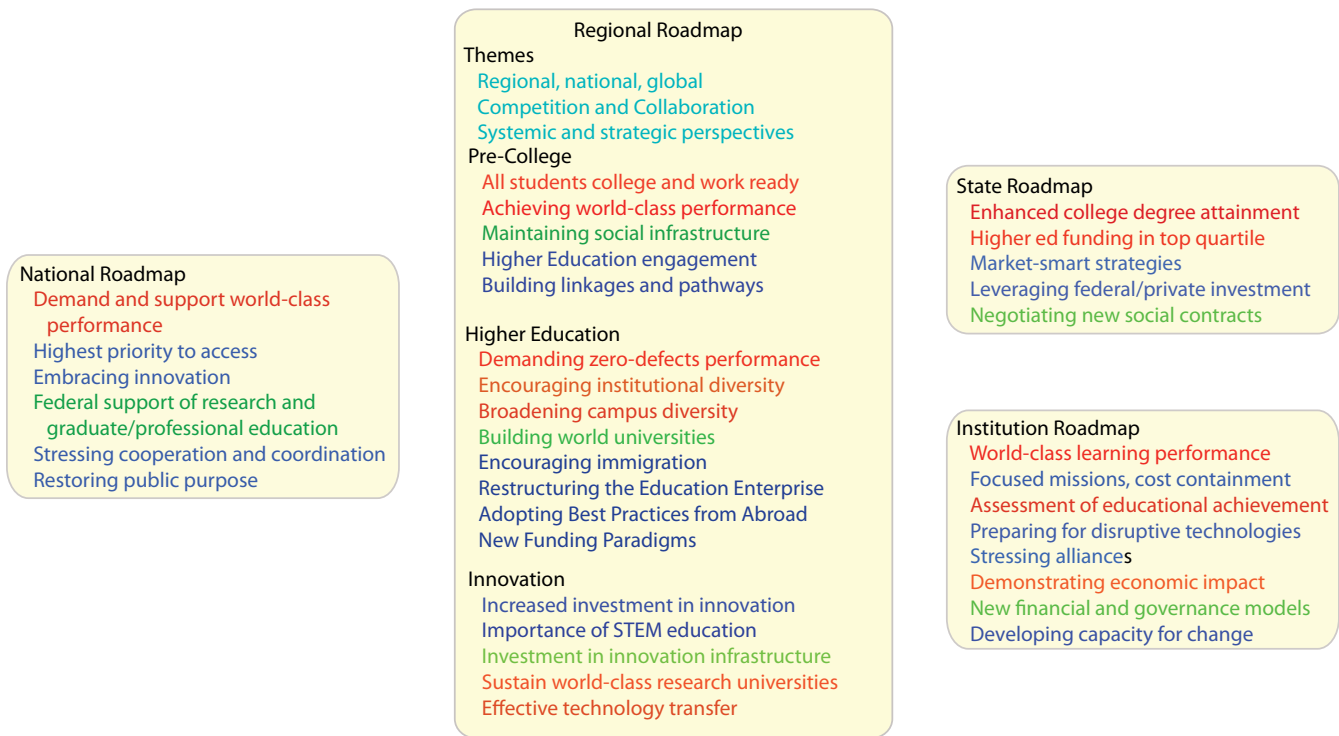 National Roadmap
Demand and support world-class
performance
Highest priority to access
Embracing innovation
Federal support of research and
graduate/professional education
Stressing cooperation and coordination
Restoring public purpose
Regional Roadmap
Themes
Regional, national, global
Competition and Collaboration
Systemic and strategic perspectives
Pre-College
All students college and work ready
Achieving world-class performance
Maintaining social infrastructure
Higher Education engagement
Building linkages and pathways
Higher Education
Demanding zero-defects performance
Encouraging institutional diversity
Broadening campus diversity
Building world universities
Encouraging immigration
Restructuring the Education Enterprise
Adopting Best Practices from Abroad
New Funding Paradigms
Innovation
Increased investment in innovation
Importance of STEM education
Investment in innovation infrastructure
Sustain world-class research universities
Effective technology transfer
State Roadmap
Enhanced college degree attainment
Higher ed funding in top quartile
Market-smart strategies
Leveraging federal/private investment
Negotiating new social contracts
Institution Roadmap
World-class learning performance
Focused missions, cost containment
Assessment of educational achievement
Preparing for disruptive technologies
Stressing alliances
Demonstrating economic impact
New financial and governance models
Developing capacity for change